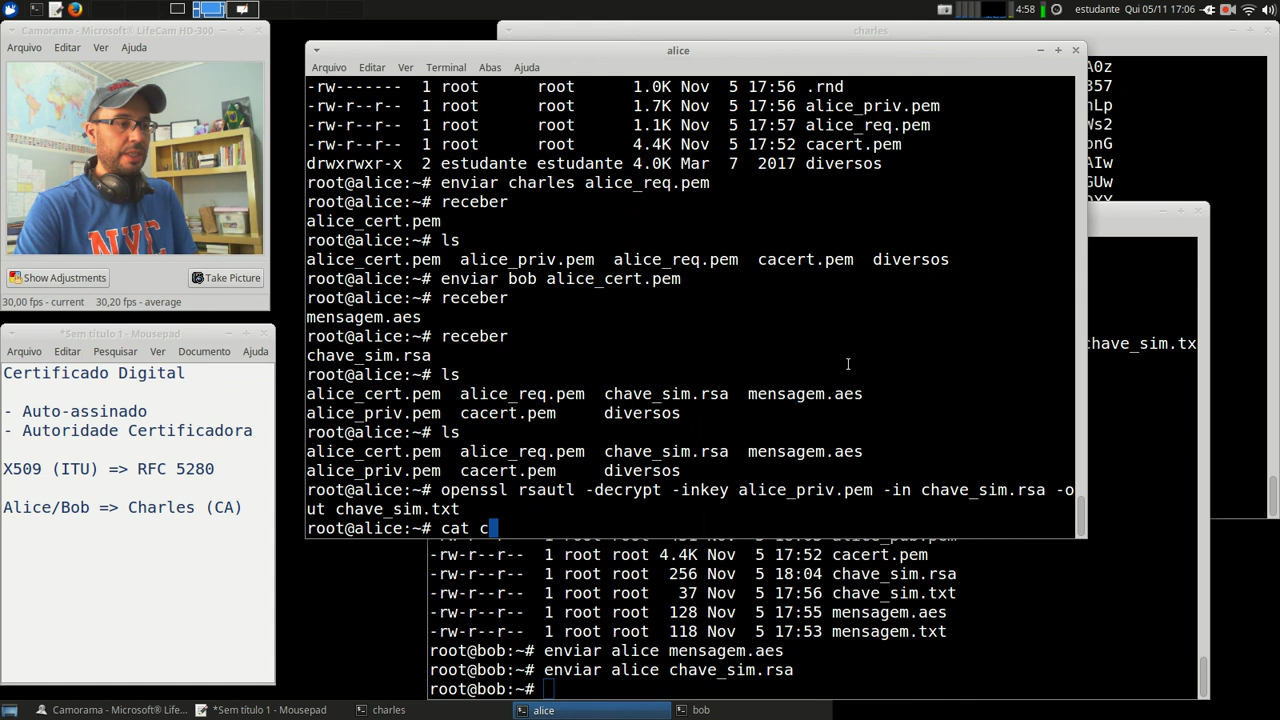 4:58
estudante Qui 05/11 17:06
Camorama - Microsoft® LifeCam HD-300
Arquivo Editar Ver Ajuda
NYC
Show Adjustments
Take Picture
30,00 fps - current 30,20 fps - average
*Sem título 1 - Mousepad
Arquivo Editar Pesquisar Ver Documento Ajuda
Certificado Digital
- Auto-assinado
- Autoridade Certificadora
X509 (ITU) => RFC 5280
Alice/Bob => Charles (CA)
charles
A0z
357
nLp
Ws2
onG
AIw
GUw
alice
Arquivo Editar Ver Terminal Abas Ajuda
-rw------- 1 root root 1.0K Nov 5 17:56 .rnd
-rw-r--r-- 1 root root 1.7K Nov 5 17:56 alice_priv.pem
-rw-r--r-- 1 root root 1.1K Nov 5 17:57 alice_req.pem
-rw-r--r-- 1 root root 4.4K Nov 5 17:52 cacert.pem
drwxrwxr-x 2 estudante estudante 4.0K Mar 7 2017 diversos
root@alice:~# enviar charles alice_req.pem
root@alice:~# receber
alice_cert.pem
root@alice:~# ls
alice_cert.pem alice_priv.pem alice_req.pem cacert.pem diversos
root@alice:~# enviar bob alice_cert.pem
root@alice:~# receber
mensagem.aes
root@alice:~# receber
chave_sim.rsa
root@alice:~# ls
alice_cert.pem alice_req.pem chave_sim.rsa mensagem.aes
alice_priv.pem cacert.pem diversos
root@alice:~# ls
alice_cert.pem alice_req.pem chave_sim.rsa mensagem.aes
alice_priv.pem cacert.pem diversos
root@alice:~# openssl rsautl -decrypt -inkey alice_priv.pem -in chave_sim.rsa -o
ut chave_sim.txt
root@alice:~# cat c
chave_sim.tx
-rw-r--r-- 1 root root 4.4K Nov 5 17:52 cacert.pem
-rw-r--r-- 1 root root 256 Nov 5 18:04 chave_sim.rsa
-rw-r--r-- 1 root root 37 Nov 5 17:56 chave_sim.txt
-rw-r--r-- 1 root root 128 Nov 5 17:55 mensagem.aes
-rw-r--r-- 1 root root 118 Nov 5 17:53 mensagem.txt
root@bob:~# enviar alice mensagem.aes
root@bob:~# enviar alice chave_sim.rsa
root@bob:~#
Camorama - Microsoft® LifeC...
*Sem título 1 - Mousepad
charles
alice
bob